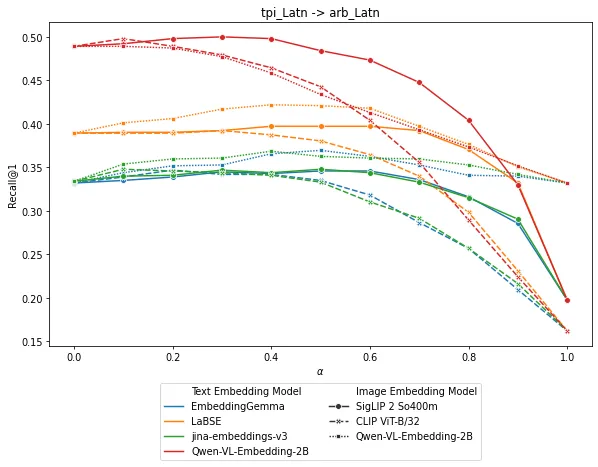 tpi_Latn -> arb_Latn
Recall@1
0.50
0.45
0.40
0.35
0.30
0.25
0.20
0.15
0.0 0.2 0.4 0.6 0.8 1.0
α
Text Embedding Model Image Embedding Model
EmbeddingGemma SigLIP 2 So400m
LaBSE CLIP ViT-B/32
jina-embeddings-v3 Qwen-VL-Embedding-2B
Qwen-VL-Embedding-2B